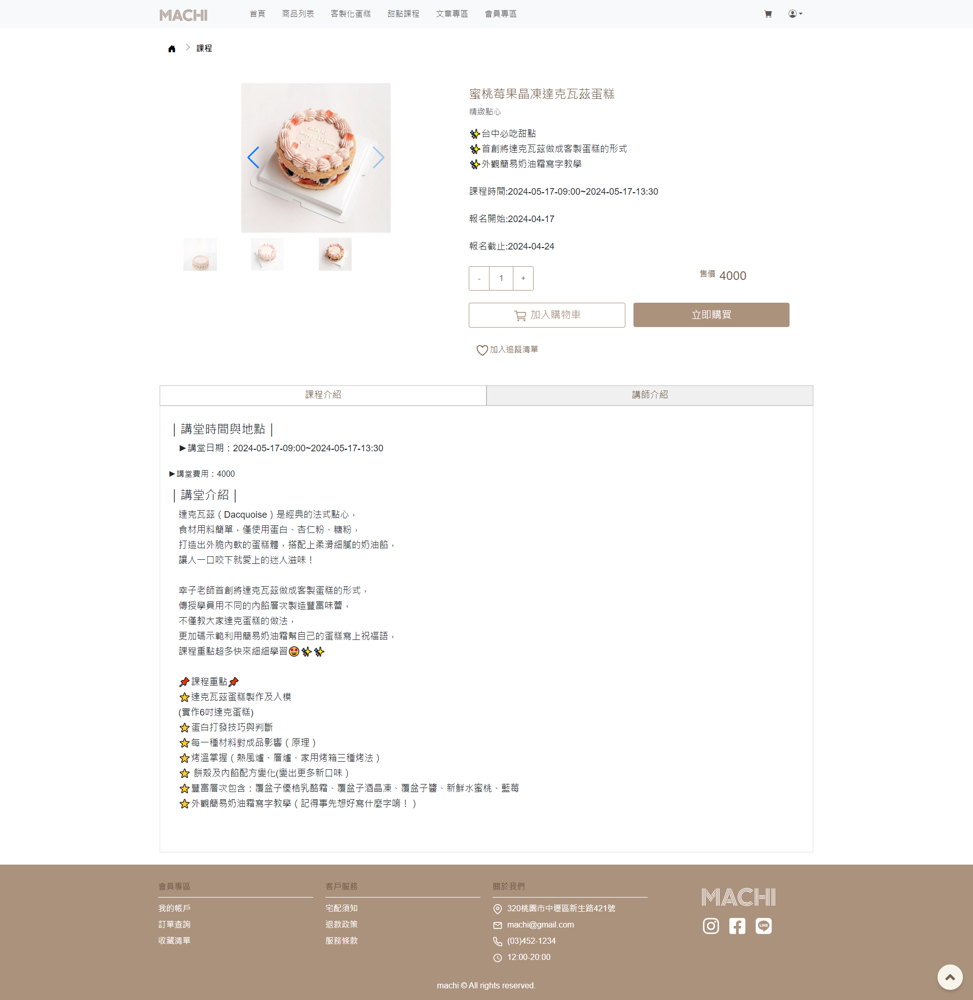 MACHI
首頁 商品列表 客製化蛋糕 甜點課程 文章專區 會員專區
課程
蜜桃莓果晶凍達克瓦茲蛋糕
精緻點心
✨台中必吃甜點
✨首創將達克瓦茲做成客製蛋糕的形式
✨外觀簡易奶油霜寫字教學
課程時間:2024-05-17-09:00~2024-05-17-13:30
報名開始:2024-04-17
報名截止:2024-04-24
- 1 +
售價 4000
加入購物車
立即購買
加入追蹤清單
課程介紹
講師介紹
｜講堂時間與地點｜
►講堂日期：2024-05-17-09:00~2024-05-17-13:30
►講堂費用：4000
｜講堂介紹｜
達克瓦茲（Dacquoise）是經典的法式點心，
食材用料簡單，僅使用蛋白、杏仁粉、糖粉，
打造出外脆內軟的蛋糕體，搭配上柔滑細膩的奶油餡，
讓人一口咬下就愛上的迷人滋味！
幸子老師首創將達克瓦茲做成客製蛋糕的形式，
傳授學員用不同的內餡層次製造豐富味蕾，
不僅教大家達克蛋糕的做法，
更加碼示範利用簡易奶油霜幫自己的蛋糕寫上祝福語，
課程重點超多快來細細學習🤩✨✨
📌課程重點📌
⭐達克瓦茲蛋糕製作及入模
(實作6吋達克蛋糕)
⭐蛋白打發技巧與判斷
⭐每一種材料對成品影響（原理）
⭐烤溫掌握（熱風爐、層爐、家用烤箱三種烤法）
⭐ 餅殼及內餡配方變化(變出更多新口味）
⭐豐富層次包含：覆盆子優格乳酪霜、覆盆子酒晶凍、覆盆子醬、新鮮水蜜桃、藍莓
⭐外觀簡易奶油霜寫字教學（記得事先想好寫什麼字唷！）
會員專區
我的帳戶
訂單查詢
收藏清單
客戶服務
宅配須知
退款政策
服務條款
關於我們
320桃園市中壢區新生路421號
machi@gmail.com
(03)452-1234
12:00-20:00
MACHI
LINE
machi © All rights reserved.